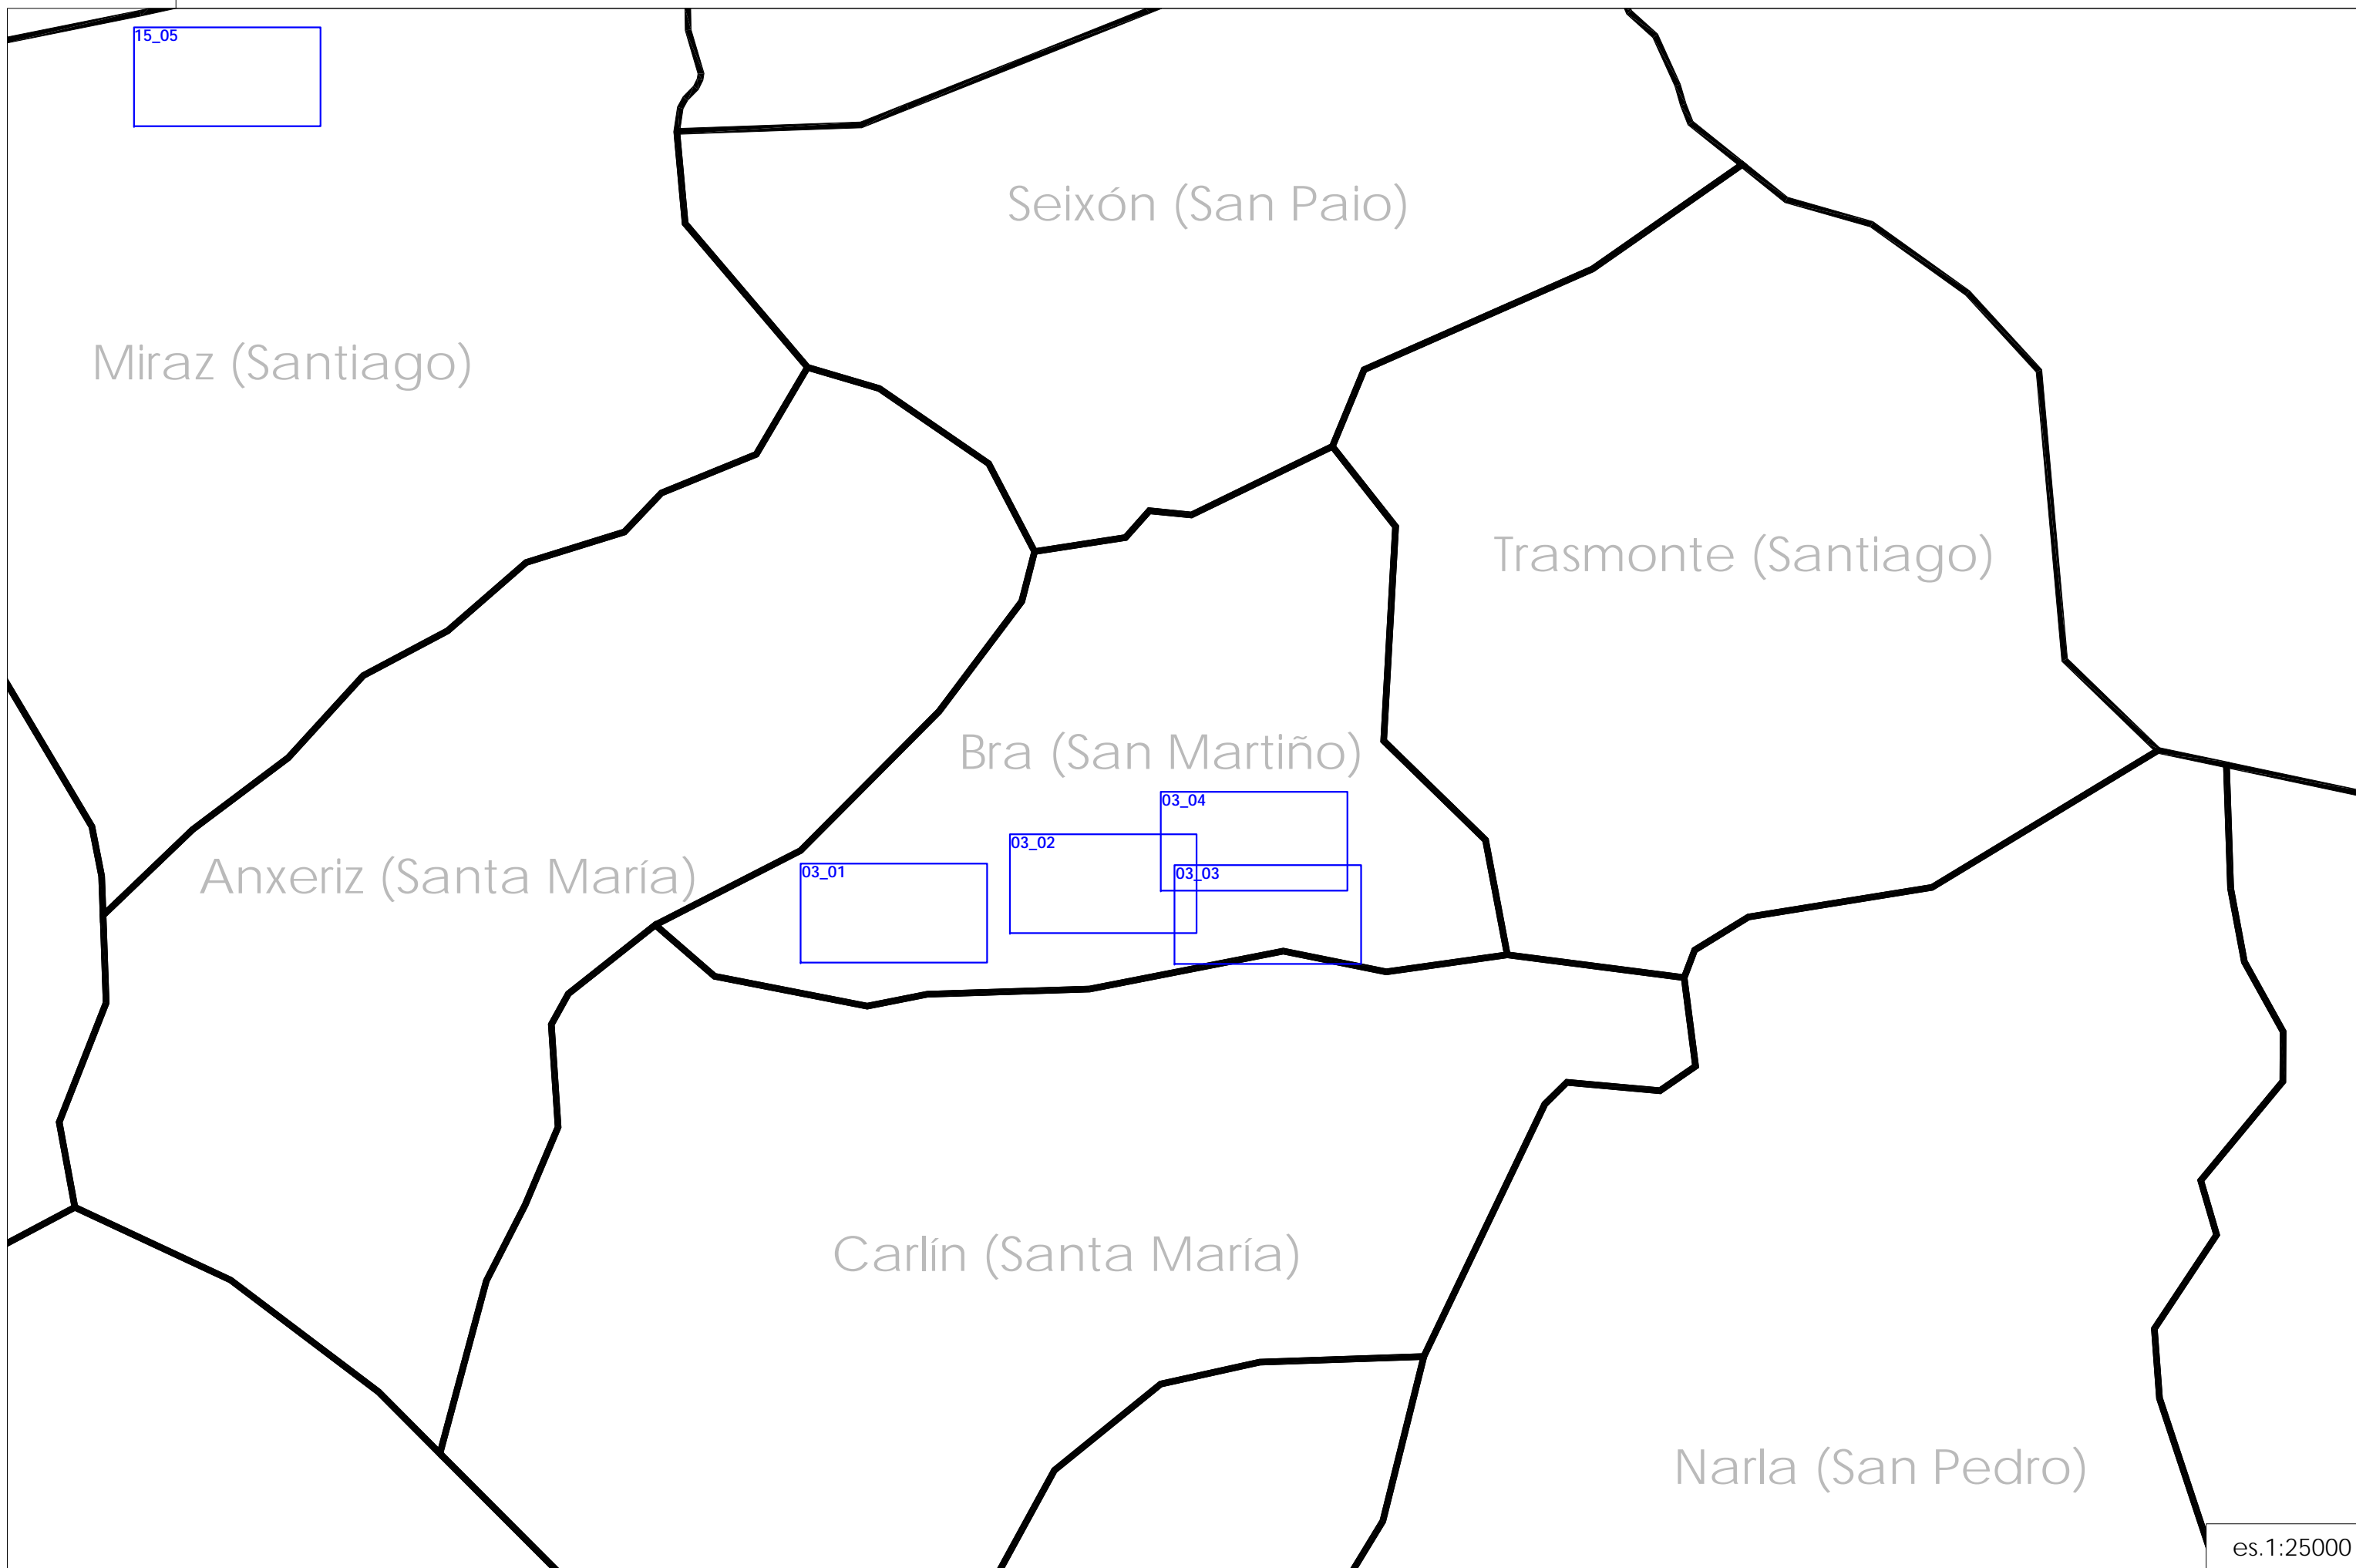 15_05
Seixón (San Paio)
Miraz (Santiago)
Trasmonte (Santiago)
Bra (San Martiño)
03_04
03_02
03_01
03_03
Anxeriz (Santa María)
Carlín (Santa María)
Narla (San Pedro)
es.1:25000